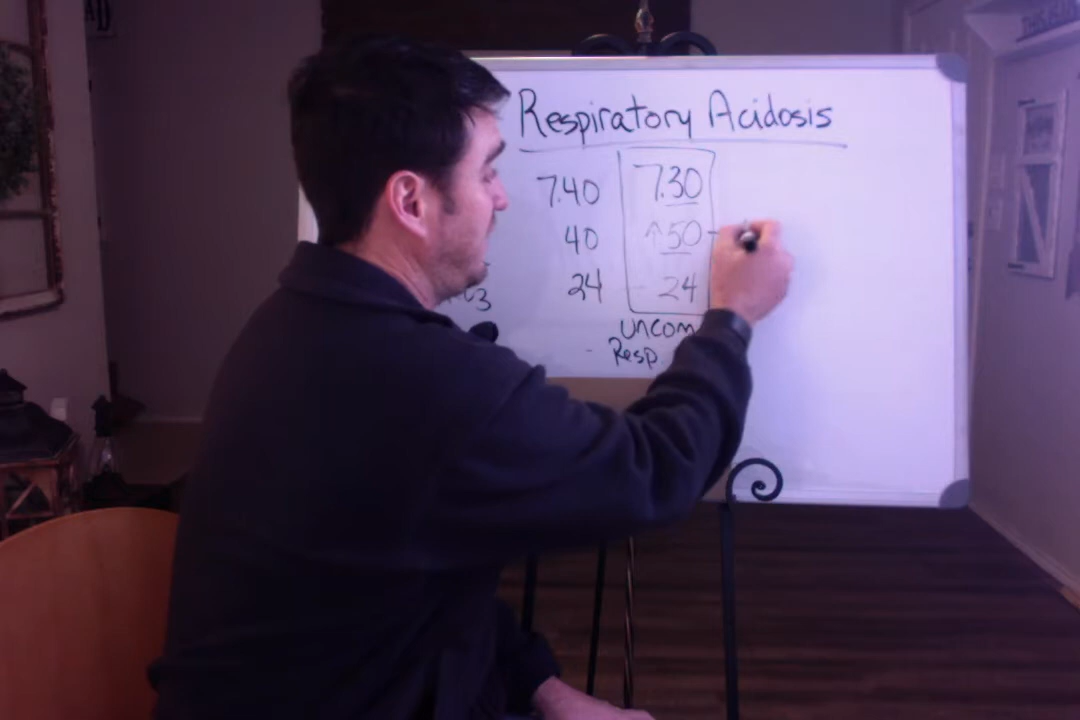 Respiratory Acidosis
7.40 7.30
40 ↑50 -
24 24
uncom
Resp